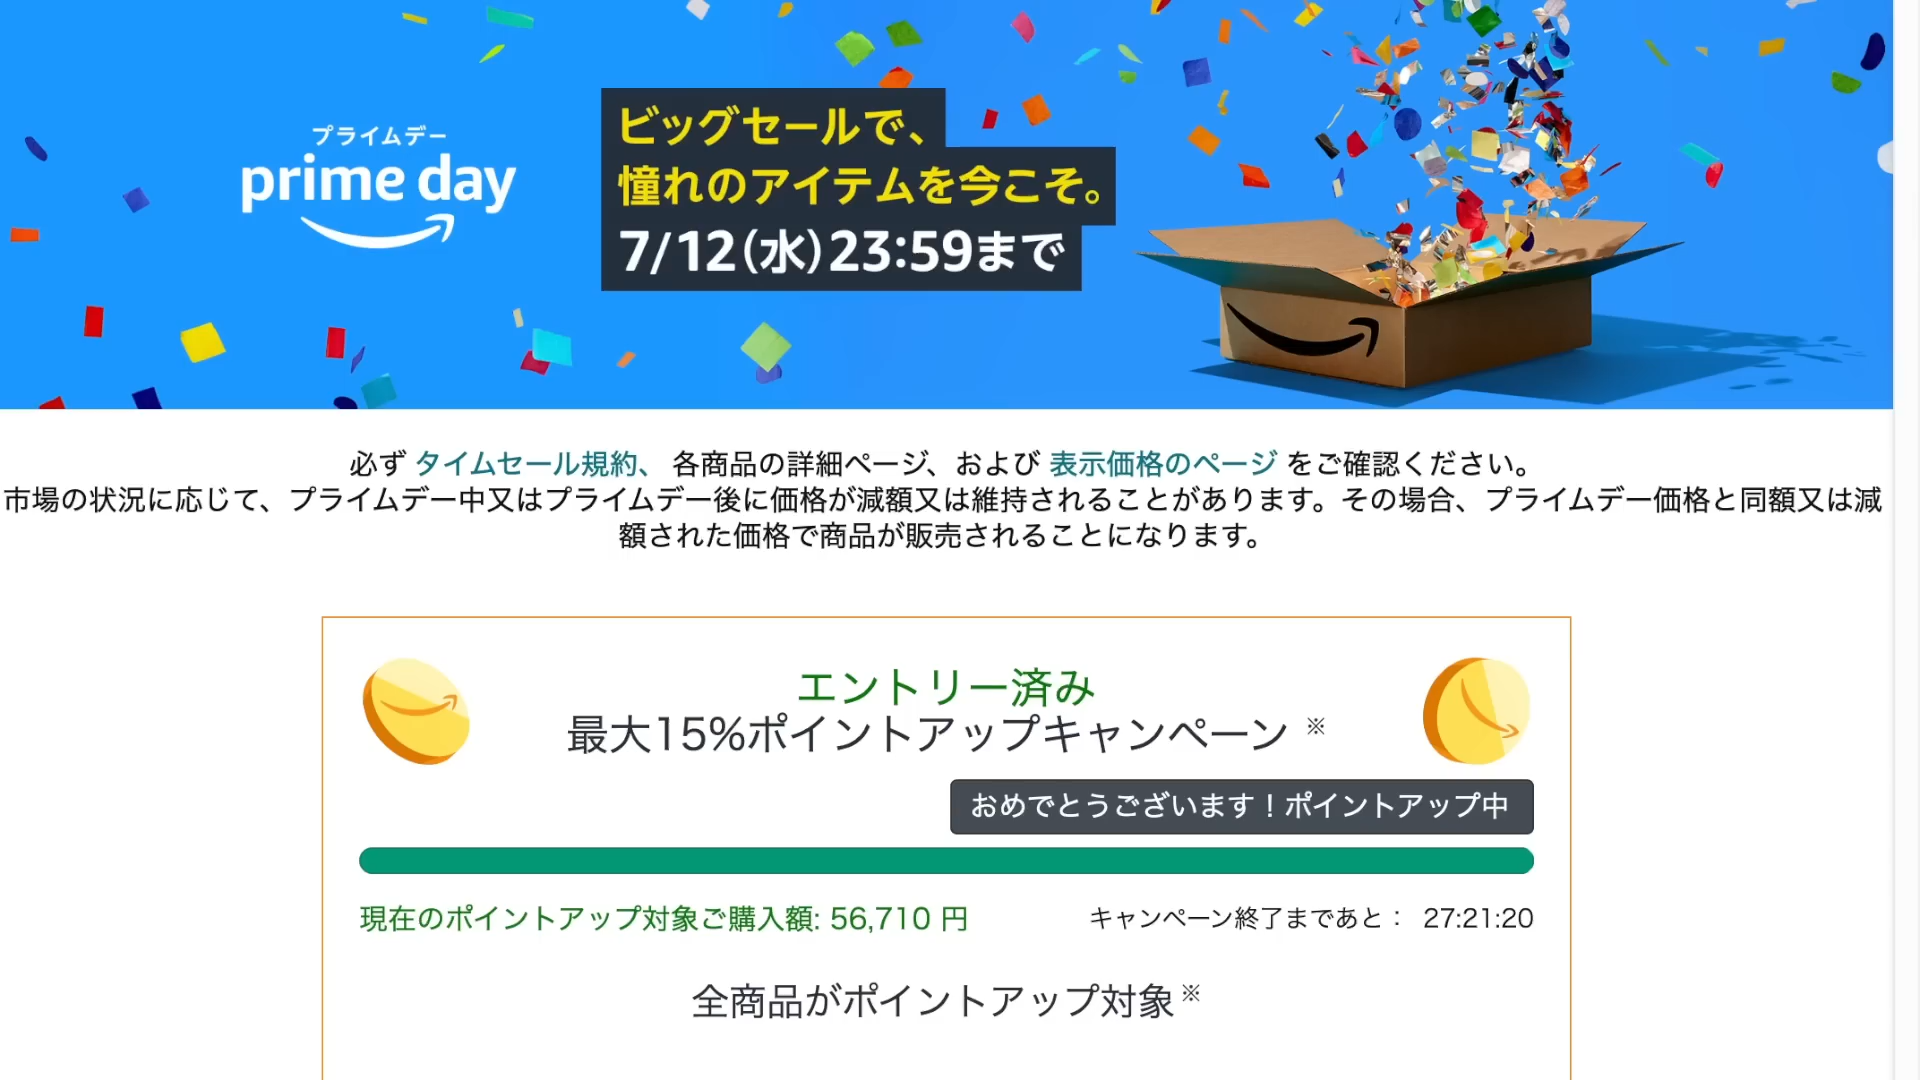 プライムデー
prime day
ビッグセールで、
憧れのアイテムを今こそ。
7/12(水)23:59まで
必ず タイムセール規約、 各商品の詳細ページ、および 表示価格のページ をご確認ください。
市場の状況に応じて、プライムデー中又はプライムデー後に価格が減額又は維持されることがあります。その場合、プライムデー価格と同額又は減
額された価格で商品が販売されることになります。
エントリー済み
最大15%ポイントアップキャンペーン ※
おめでとうございます！ポイントアップ中
現在のポイントアップ対象ご購入額: 56,710 円
キャンペーン終了まであと： 27:21:20
全商品がポイントアップ対象※